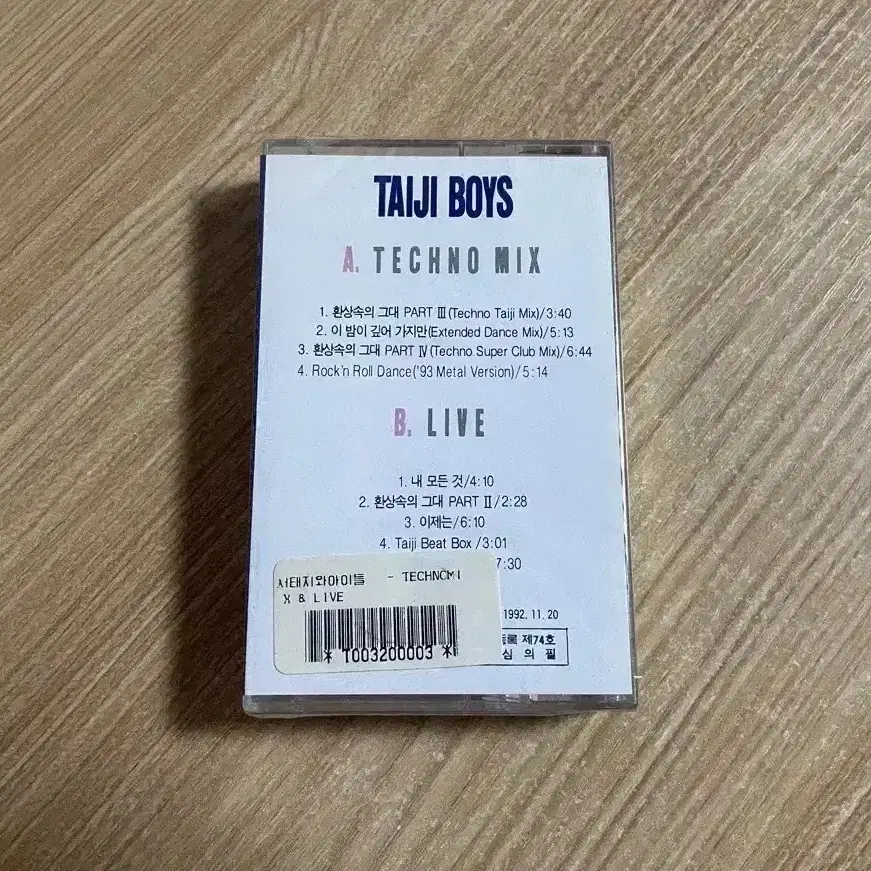 TAIJI BOYS
A. TECHNO MIX
1. 환상속의 그대 PART Ⅲ(Techno Taiji Mix)/3:40
2. 이 밤이 깊어 가지만(Extended Dance Mix)/5:13
3. 환상속의 그대 PART Ⅳ(Techno Super Club Mix)/6:44
4. Rock'n Roll Dance('93 Metal Version)/5:14
B. LIVE
1. 내 모든 것/4:10
2. 환상속의 그대 PART Ⅱ/2:28
3. 이제는/6:10
4. Taiji Beat Box /3:01
7:30
서태지와아이들 - TECHNOMI
X & LIVE
* T003200003 *
1992. 11. 20
등록 제74호
심 의 필